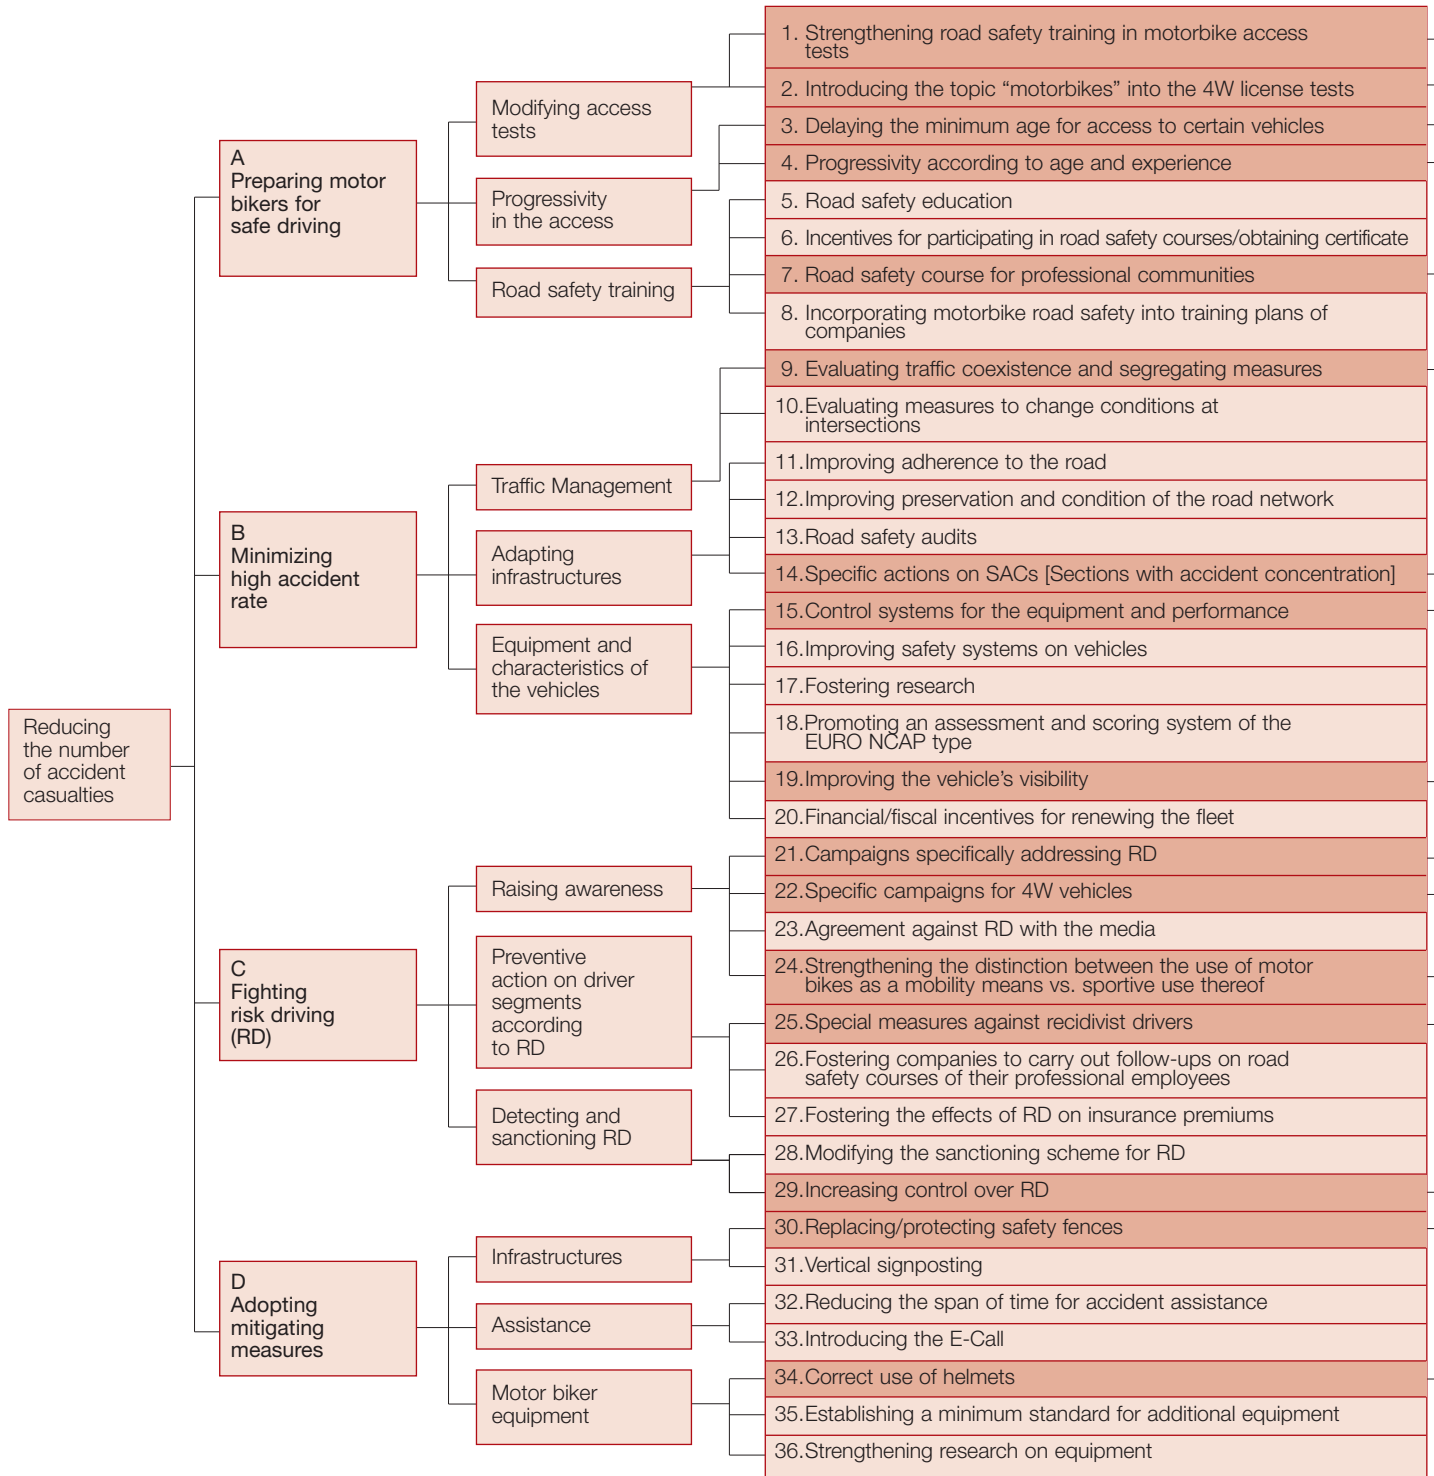 Reducing
the number
of accident
casualties
A
Preparing motor
bikers for
safe driving
Modifying access
tests
1. Strengthening road safety training in motorbike access
tests
2. Introducing the topic “motorbikes” into the 4W license tests
Progressivity
in the access
3. Delaying the minimum age for access to certain vehicles
4. Progressivity according to age and experience
Road safety training
5. Road safety education
6. Incentives for participating in road safety courses/obtaining certificate
7. Road safety course for professional communities
8. Incorporating motorbike road safety into training plans of
companies
B
Minimizing
high accident
rate
Traffic Management
9. Evaluating traffic coexistence and segregating measures
10.Evaluating measures to change conditions at
intersections
Adapting
infrastructures
11.Improving adherence to the road
12.Improving preservation and condition of the road network
13.Road safety audits
14.Specific actions on SACs [Sections with accident concentration]
Equipment and
characteristics of
the vehicles
15.Control systems for the equipment and performance
16.Improving safety systems on vehicles
17.Fostering research
18.Promoting an assessment and scoring system of the
EURO NCAP type
19.Improving the vehicle’s visibility
20.Financial/fiscal incentives for renewing the fleet
C
Fighting
risk driving
(RD)
Raising awareness
21.Campaigns specifically addressing RD
22.Specific campaigns for 4W vehicles
23.Agreement against RD with the media
24.Strengthening the distinction between the use of motor
bikes as a mobility means vs. sportive use thereof
Preventive
action on driver
segments
according
to RD
25.Special measures against recidivist drivers
26.Fostering companies to carry out follow-ups on road
safety courses of their professional employees
27.Fostering the effects of RD on insurance premiums
Detecting and
sanctioning RD
28.Modifying the sanctioning scheme for RD
29.Increasing control over RD
D
Adopting
mitigating
measures
Infrastructures
30.Replacing/protecting safety fences
31.Vertical signposting
Assistance
32.Reducing the span of time for accident assistance
33.Introducing the E-Call
Motor biker
equipment
34.Correct use of helmets
35.Establishing a minimum standard for additional equipment
36.Strengthening research on equipment